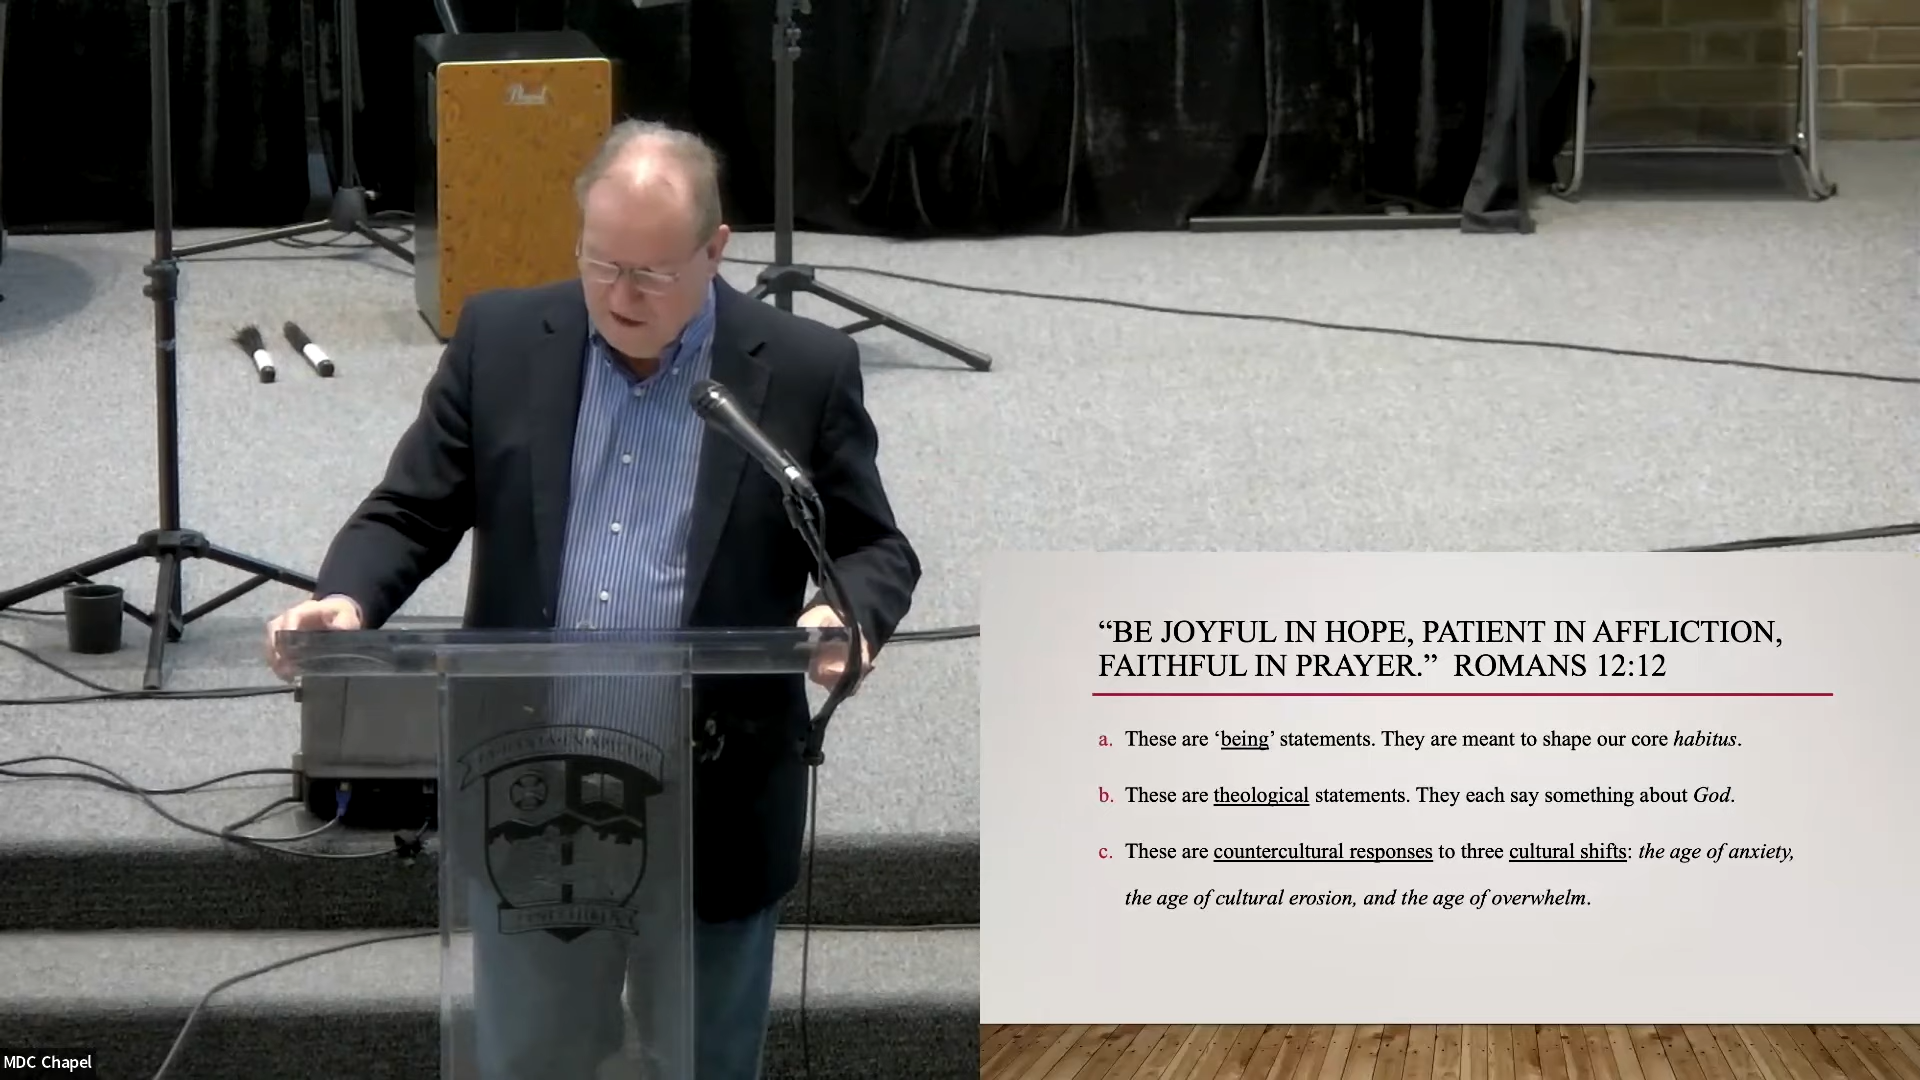 Pearl
“BE JOYFUL IN HOPE, PATIENT IN AFFLICTION,
FAITHFUL IN PRAYER.” ROMANS 12:12
a. These are ‘being’ statements. They are meant to shape our core habitus.
b. These are theological statements. They each say something about God.
c. These are countercultural responses to three cultural shifts: the age of anxiety,
the age of cultural erosion, and the age of overwhelm.
MDC Chapel